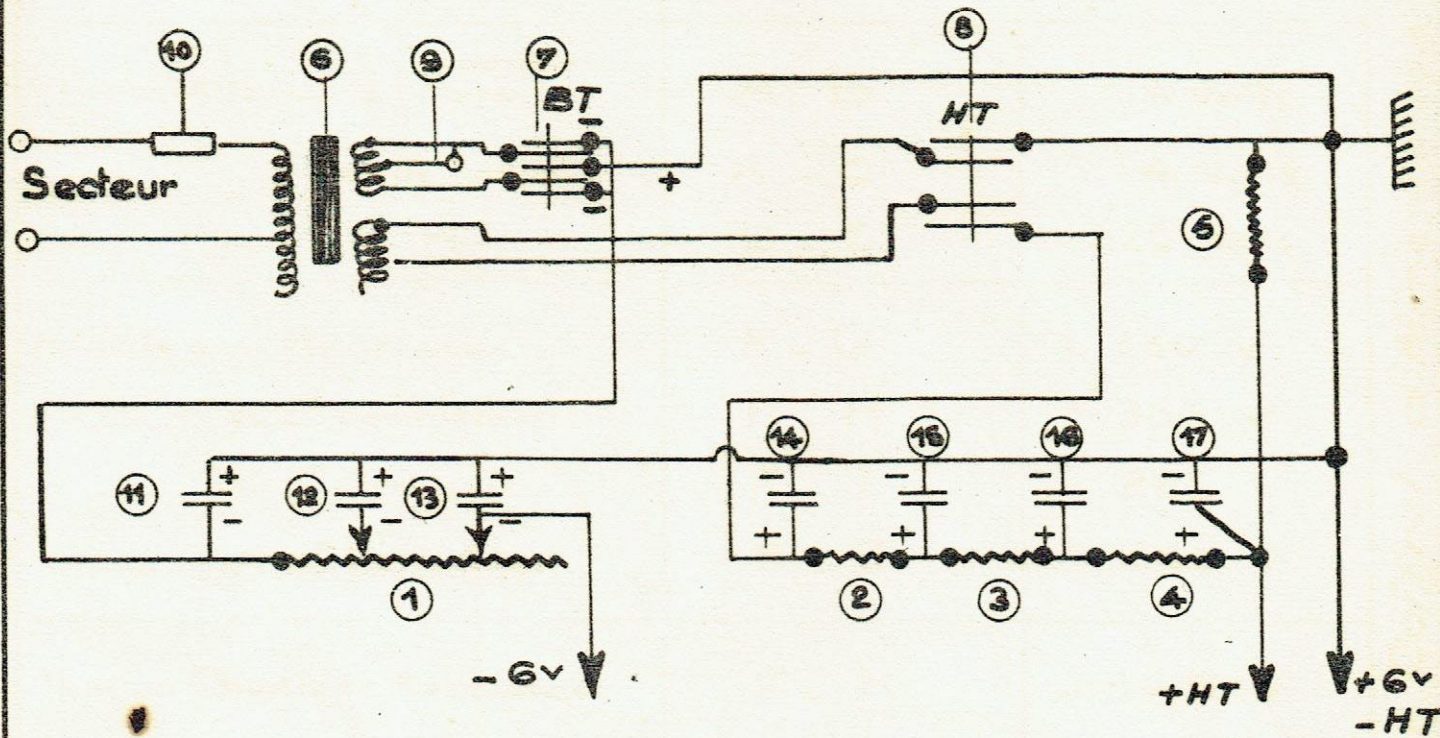 10 6 9 7 8
BT
HT
-
Secteur
+
-
5
14 15 16 17
+ + + - - - -
11 12 13
- - - + + + +
1 2 3 4
-6v
+HT
+6v
-HT